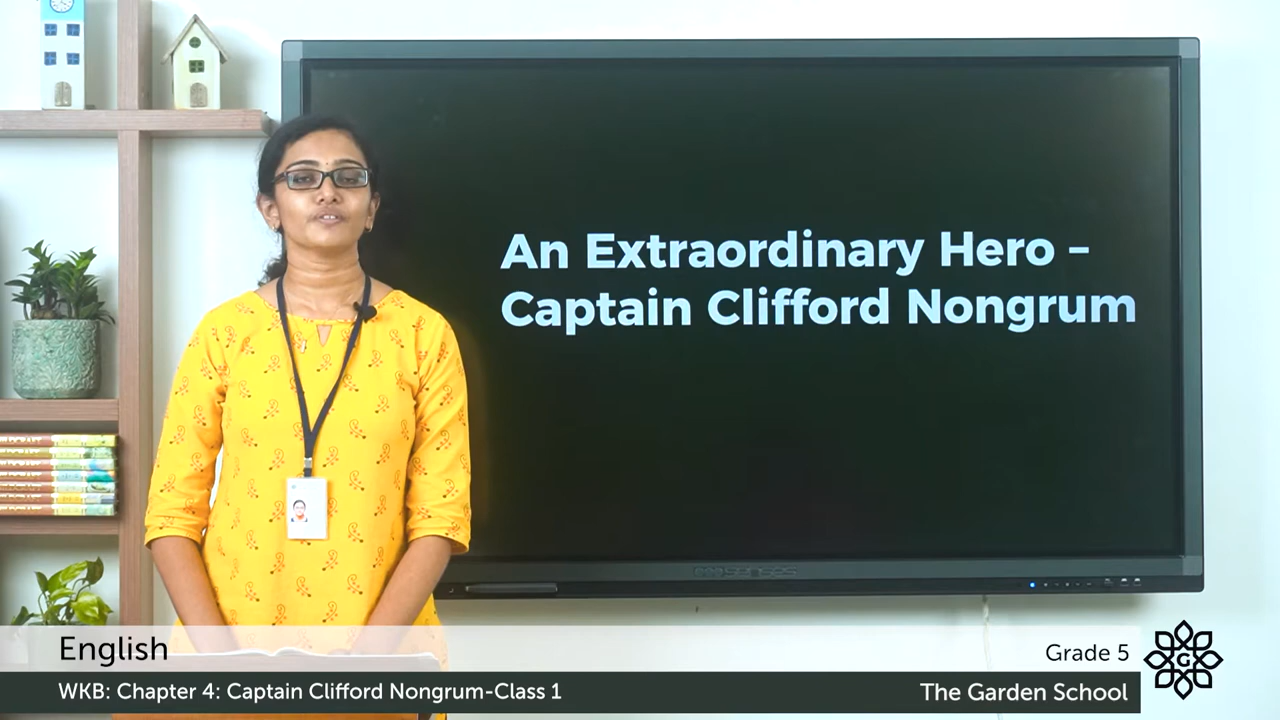 An Extraordinary Hero –
Captain Clifford Nongrum
English
Grade 5
G
WKB: Chapter 4: Captain Clifford Nongrum-Class 1
The Garden School